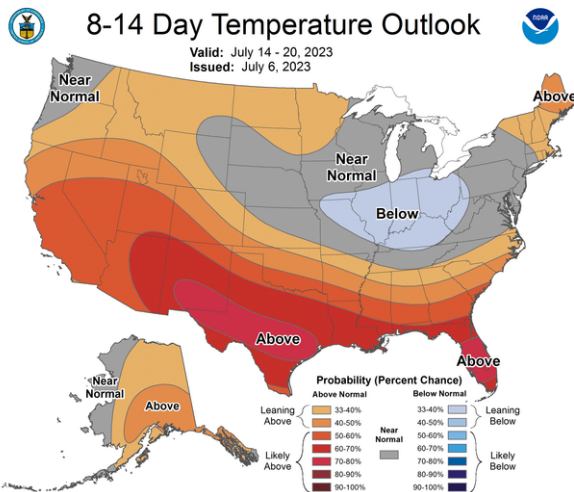 8-14 Day Temperature Outlook
Valid: July 14 - 20, 2023
Issued: July 6, 2023
NOAA
Near
Normal
Above
Near
Normal
Below
Above
Above
Near
Normal
Above
Probability (Percent Chance)
Above Normal
Below Normal
Leaning
Above
33-40%
40-50%
Likely
Above
50-60%
60-70%
70-80%
80-90%
90-100%
Near
Normal
33-40%
40-50%
Leaning
Below
50-60%
60-70%
70-80%
80-90%
90-100%
Likely
Below